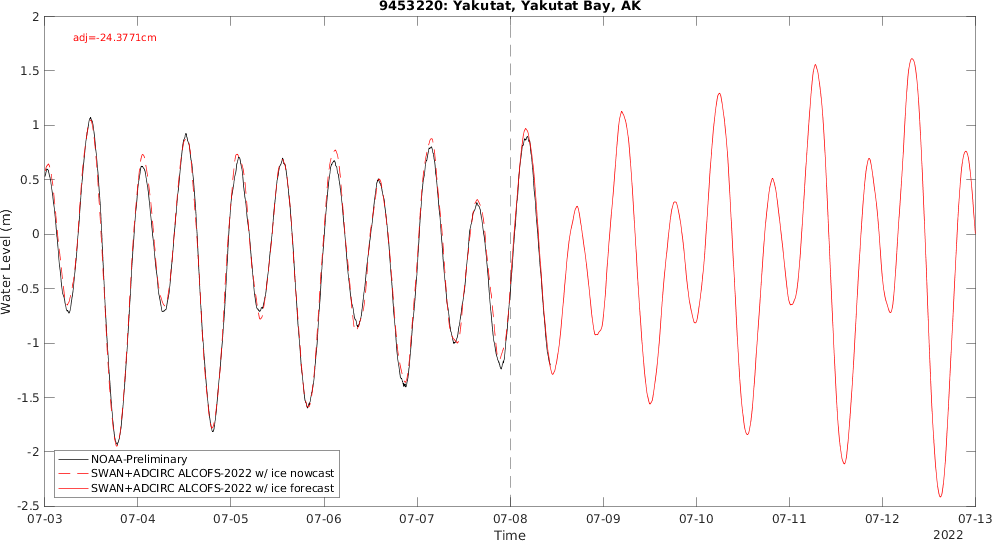 9453220: Yakutat, Yakutat Bay, AK
adj=-24.3771cm
2
1.5
1
0.5
0
-0.5
-1
-1.5
-2
-2.5
Water Level (m)
NOAA-Preliminary
SWAN+ADCIRC ALCOFS-2022 w/ ice nowcast
SWAN+ADCIRC ALCOFS-2022 w/ ice forecast
07-03 07-04 07-05 07-06 07-07 07-08 07-09 07-10 07-11 07-12 07-13
Time
2022